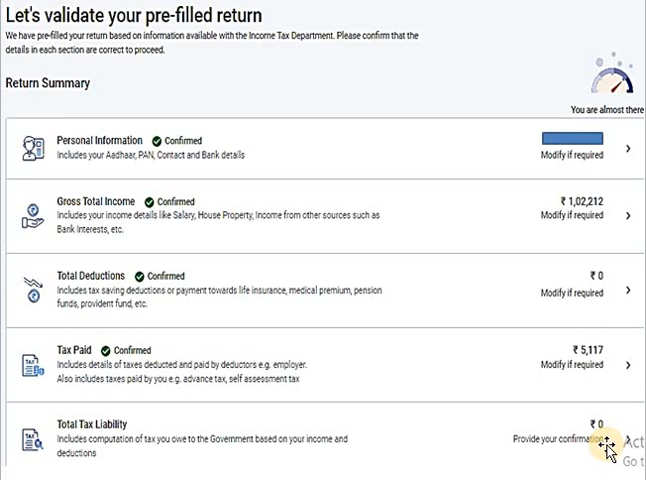 Let's validate your pre-filled return
We have pre-filled your return based on information available with the Income Tax Department. Please confirm that the
details in each section are correct to proceed.
Return Summary
You are almost there
Personal Information Confirmed
Includes your Aadhaar, PAN, Contact and Bank details
Modify if required
Gross Total Income Confirmed
₹ 1,02,212
Includes your income details like Salary, House Property, Income from other sources such as
Bank Interests, etc.
Modify if required
Total Deductions Confirmed
₹ 0
Includes tax saving deductions or payment towards life insurance, medical premium, pension
funds, provident fund, etc.
Modify if required
Tax Paid Confirmed
₹ 5,117
Includes details of taxes deducted and paid by deductors e.g. employer.
Also includes taxes paid by you e.g. advance tax, self assessment tax
Modify if required
Total Tax Liability
₹ 0
Includes computation of tax you owe to the Government based on your income and
deductions
Provide your confirmation
Act
Go t